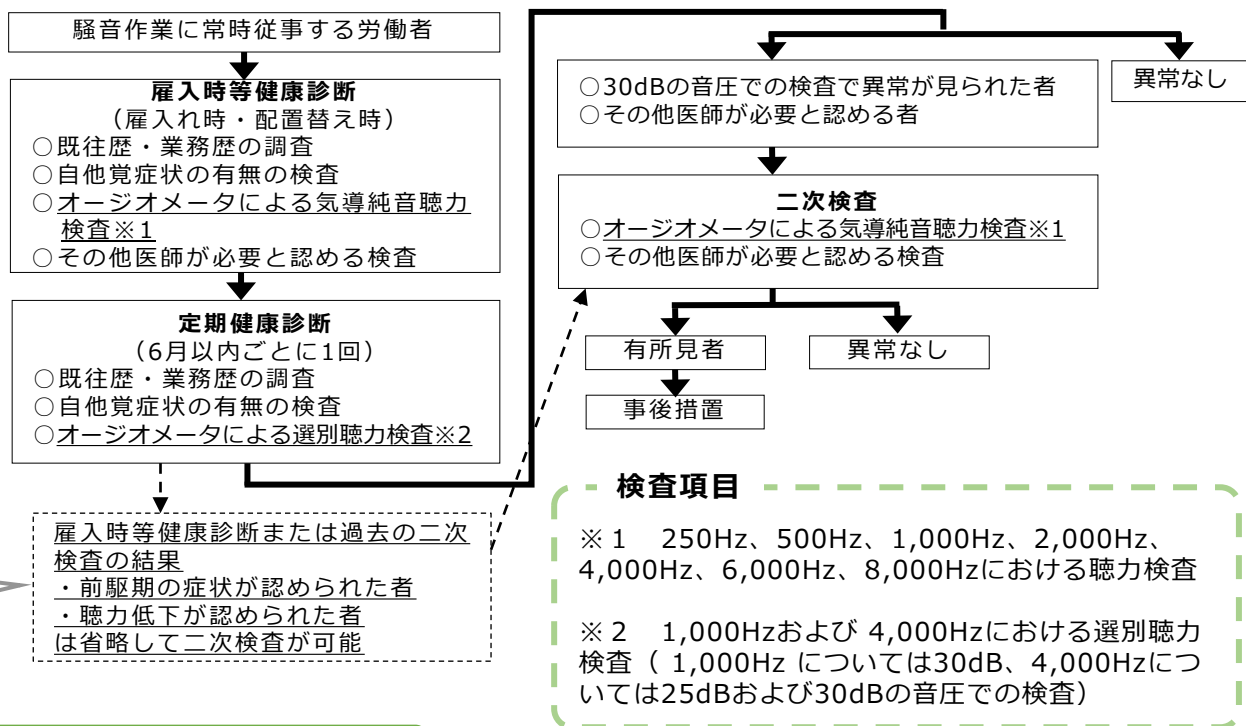 騒音作業に常時従事する労働者
雇入時等健康診断
（雇入れ時・配置替え時）
○既往歴・業務歴の調査
○自他覚症状の有無の検査
○オージオメータによる気導純音聴力
検査※1
○その他医師が必要と認める検査
定期健康診断
（6月以内ごとに1回）
○既往歴・業務歴の調査
○自他覚症状の有無の検査
○オージオメータによる選別聴力検査※2
雇入時等健康診断または過去の二次
検査の結果
・前駆期の症状が認められた者
・聴力低下が認められた者
は省略して二次検査が可能
○30dBの音圧での検査で異常が見られた者
○その他医師が必要と認める者
異常なし
二次検査
○オージオメータによる気導純音聴力検査※1
○その他医師が必要と認める検査
有所見者
異常なし
事後措置
検査項目
※１　250Hz、500Hz、1,000Hz、2,000Hz、
4,000Hz、6,000Hz、8,000Hzにおける聴力検査
※２　1,000Hzおよび 4,000Hzにおける選別聴力
検査（ 1,000Hz については30dB、4,000Hzにつ
いては25dBおよび30dBの音圧での検査）